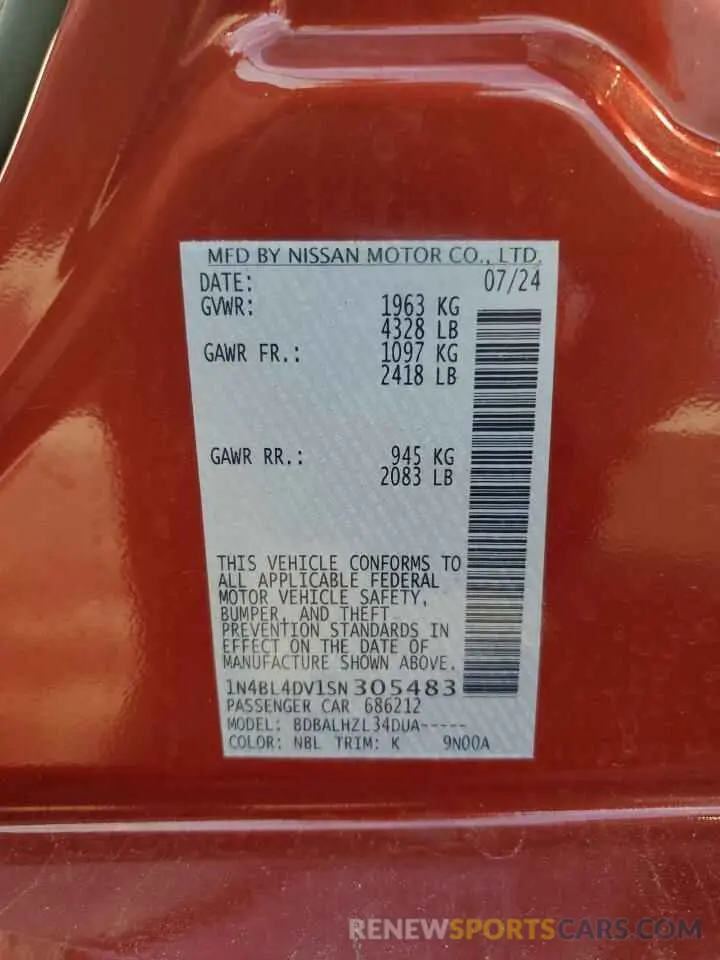 MFD BY NISSAN MOTOR CO., LTD.
DATE: 07/24
GVWR: 1963 KG
4328 LB
GAWR FR.: 1097 KG
2418 LB
GAWR RR.: 945 KG
2083 LB
THIS VEHICLE CONFORMS TO
ALL APPLICABLE FEDERAL
MOTOR VEHICLE SAFETY,
BUMPER, AND THEFT
PREVENTION STANDARDS IN
EFFECT ON THE DATE OF
MANUFACTURE SHOWN ABOVE.
1N4BL4DV1SN305483
PASSENGER CAR 686212
MODEL: BDBALHZL34DUA-----
COLOR: NBL TRIM: K 9N00A
RENEWSPORTSCARS.COM